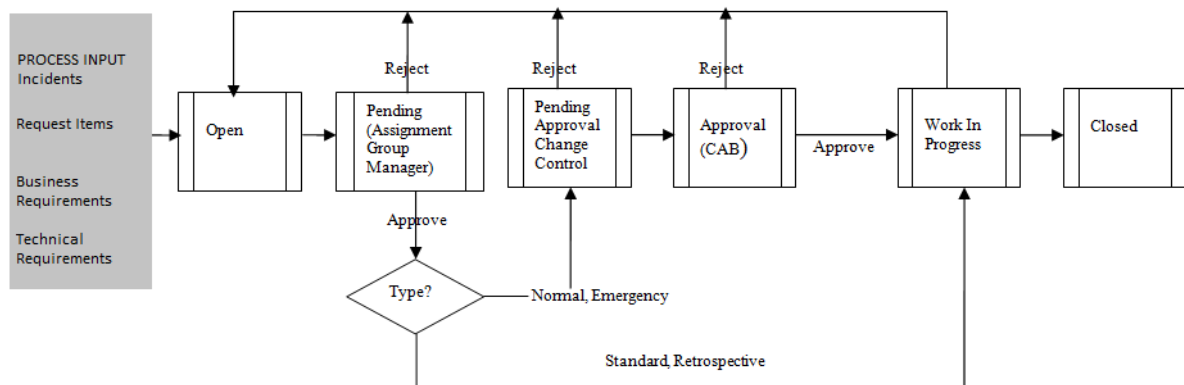 PROCESS INPUT
Incidents
Request Items
Business
Requirements
Technical
Requirements
Open
Reject
Pending
(Assignment
Group
Manager)
Approve
Type?
Normal, Emergency
Standard, Retrospective
Reject
Pending
Approval
Change
Control
Reject
Approval
(CAB)
Approve
Work In
Progress
Closed